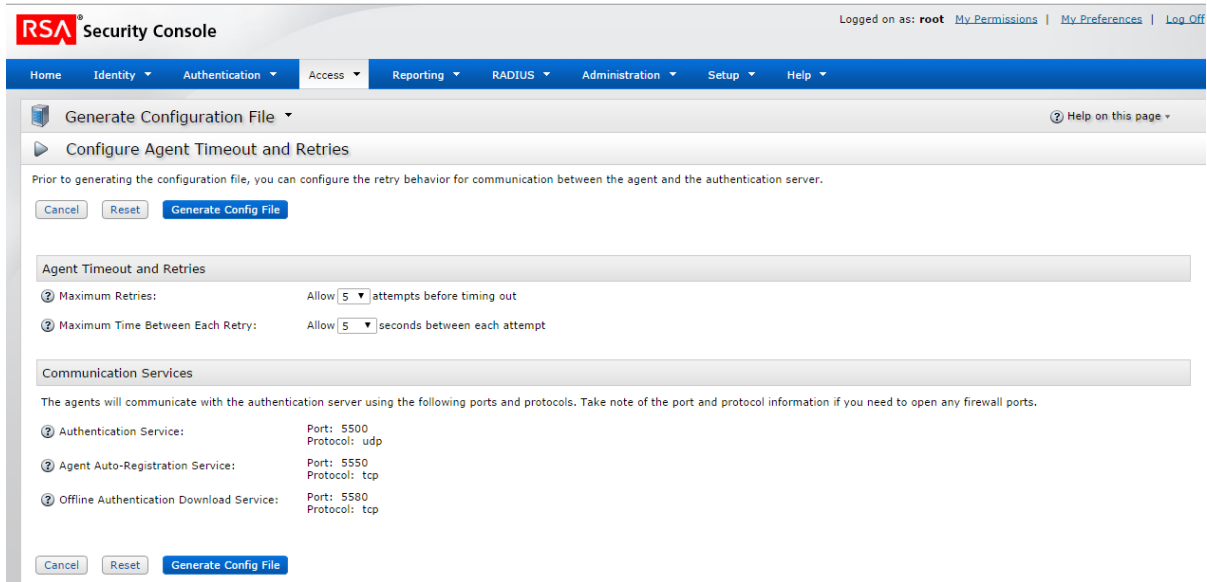 RSA® Security Console
Logged on as: root My Permissions | My Preferences | Log Off
Home Identity Authentication Access Reporting RADIUS Administration Setup Help
Generate Configuration File
Help on this page
Configure Agent Timeout and Retries
Prior to generating the configuration file, you can configure the retry behavior for communication between the agent and the authentication server.
Cancel Reset Generate Config File
Agent Timeout and Retries
Maximum Retries: Allow 5 attempts before timing out
Maximum Time Between Each Retry: Allow 5 seconds between each attempt
Communication Services
The agents will communicate with the authentication server using the following ports and protocols. Take note of the port and protocol information if you need to open any firewall ports.
Authentication Service: Port: 5500
Protocol: udp
Agent Auto-Registration Service: Port: 5550
Protocol: tcp
Offline Authentication Download Service: Port: 5580
Protocol: tcp
Cancel Reset Generate Config File